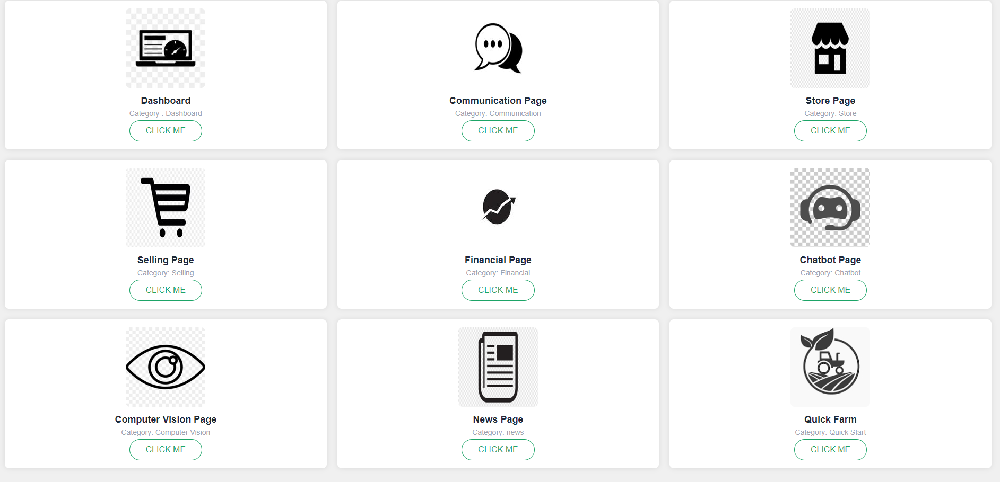 Dashboard
Category : Dashboard
CLICK ME
Communication Page
Category: Communication
CLICK ME
Store Page
Category: Store
CLICK ME
Selling Page
Category: Selling
CLICK ME
Financial Page
Category: Financial
CLICK ME
Chatbot Page
Category: Chatbot
CLICK ME
Computer Vision Page
Category: Computer Vision
CLICK ME
News Page
Category: news
CLICK ME
Quick Farm
Category: Quick Start
CLICK ME